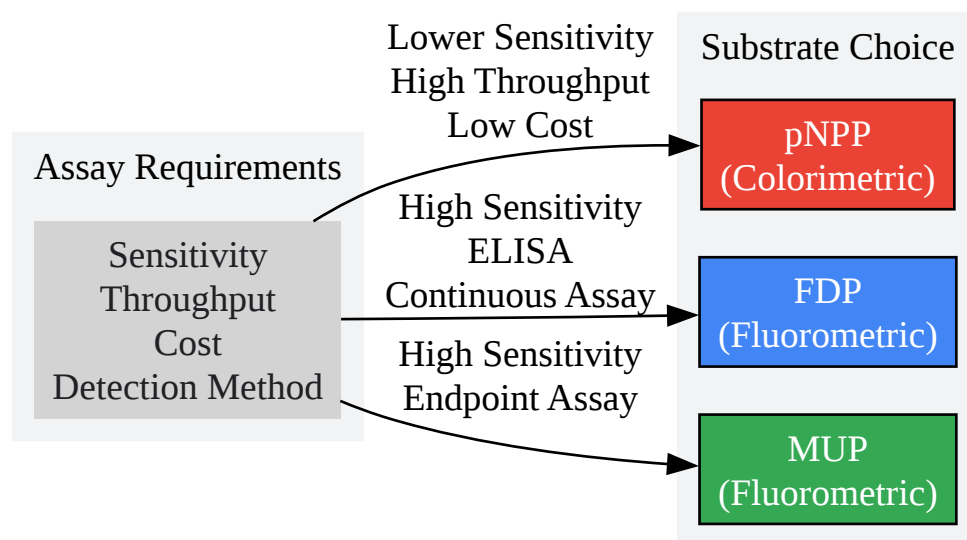 Assay Requirements
Sensitivity
Throughput
Cost
Detection Method
Lower Sensitivity
High Throughput
Low Cost
High Sensitivity
ELISA
Continuous Assay
High Sensitivity
Endpoint Assay
Substrate Choice
pNPP
(Colorimetric)
FDP
(Fluorometric)
MUP
(Fluorometric)